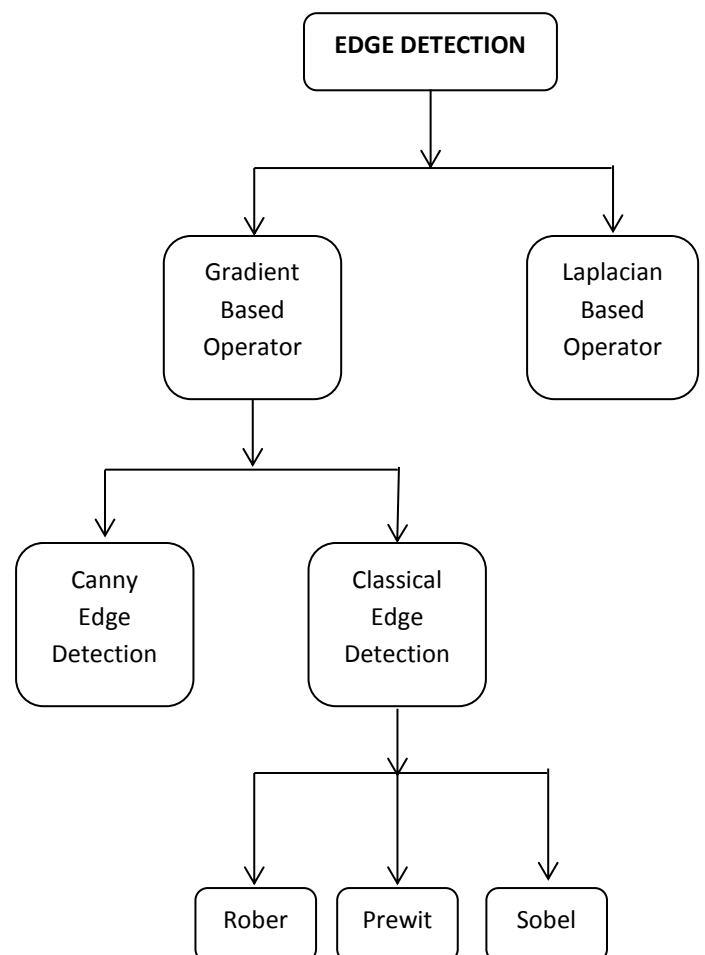 EDGE DETECTION
Gradient
Based
Operator
Laplacian
Based
Operator
Canny
Edge
Detection
Classical
Edge
Detection
Rober
Prewit
Sobel